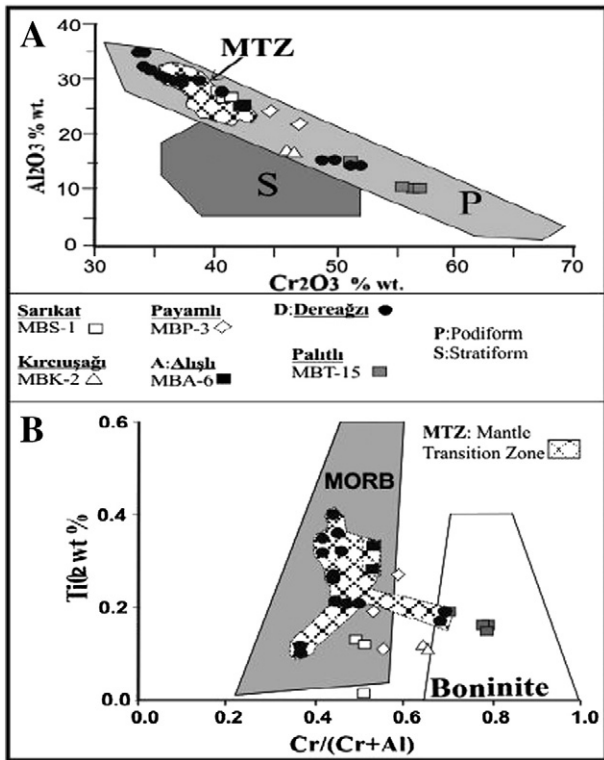 A
MTZ
40
30
20
10
0
Al2O3 % wt.
S
P
30 40 50 60 70
Cr2O3 % wt.
Sarıkat Payamlı D:Dereağzı
MBS-1 MBP-3
P:Podiform
S:Stratiform
Kırcıuşağı A:Alışlı Palıtlı
MBK-2 MBA-6 MBT-15
B
0.6
MTZ: Mantle
Transition Zone
MORB
0.4
TiO2 wt %
0.2
Boninite
0.0
0.0 0.2 0.4 0.6 0.8 1.0
Cr/(Cr+Al)